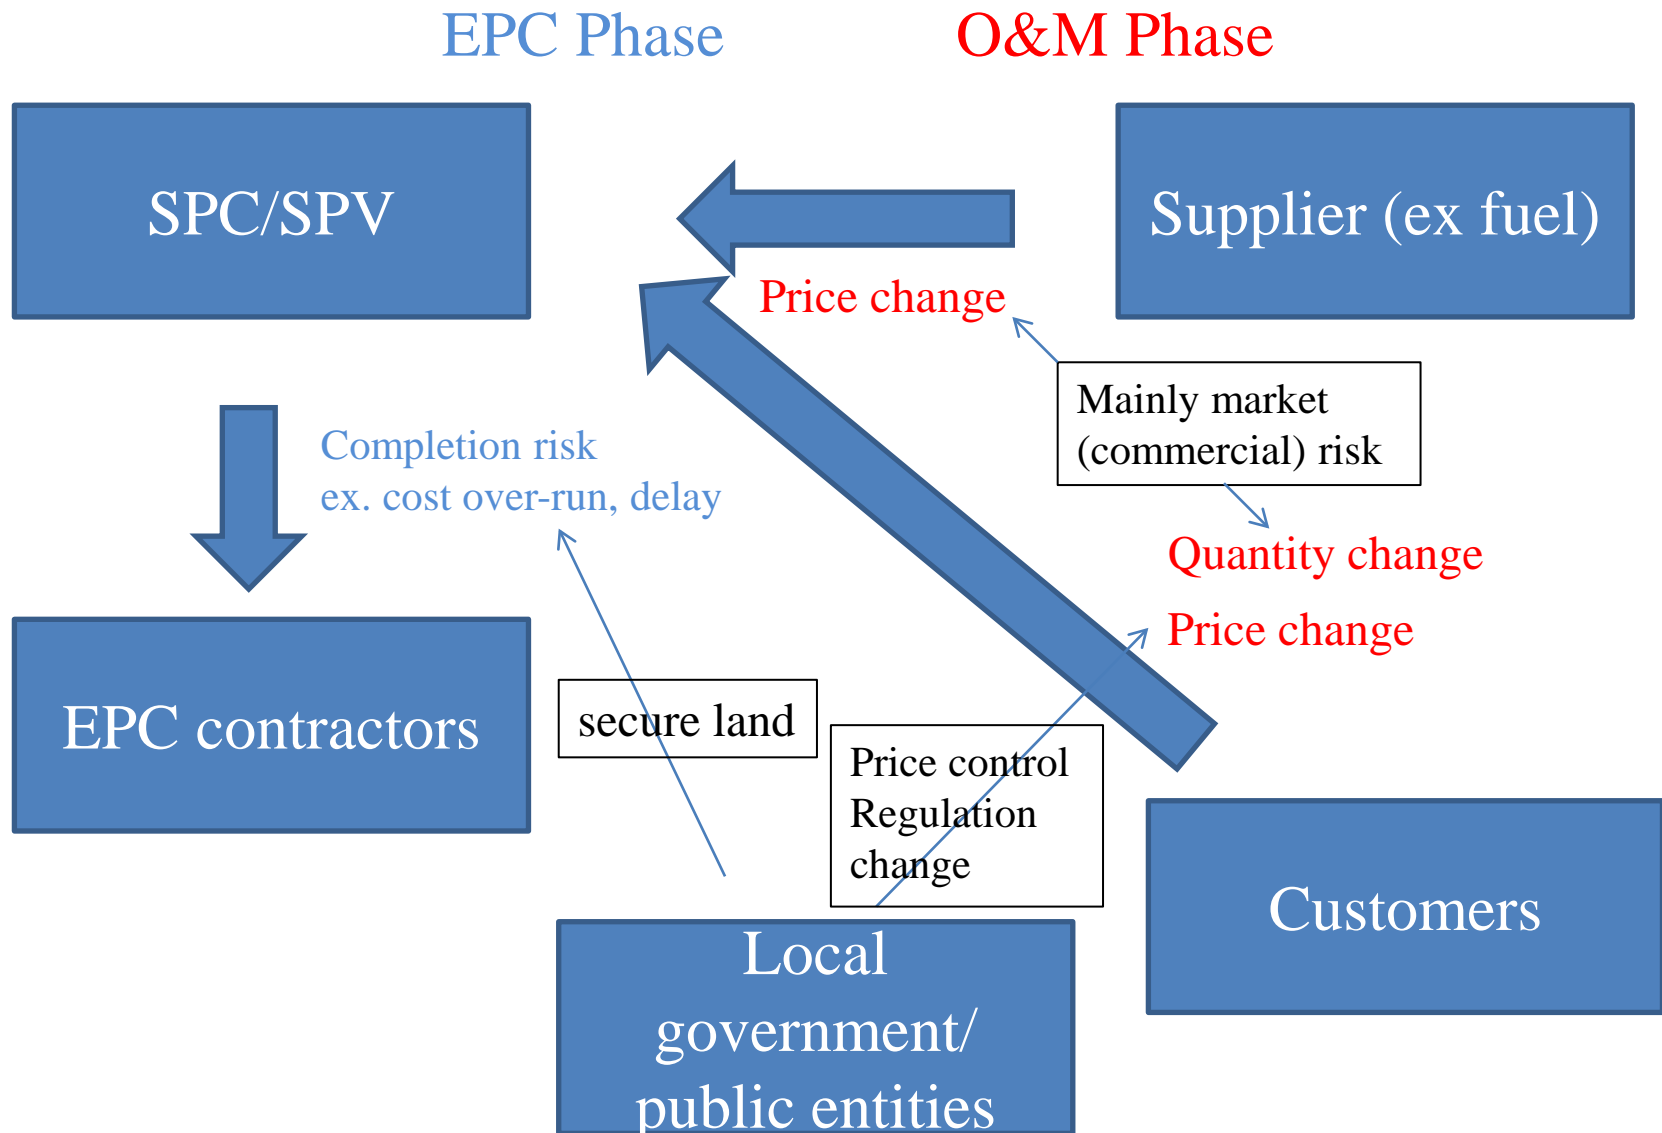 EPC Phase
O&M Phase
SPC/SPV
Supplier (ex fuel)
Price change
Mainly market
(commercial) risk
Completion risk
ex. cost over-run, delay
Quantity change
Price change
EPC contractors
secure land
Price control
Regulation
change
Customers
Local
government/
public entities